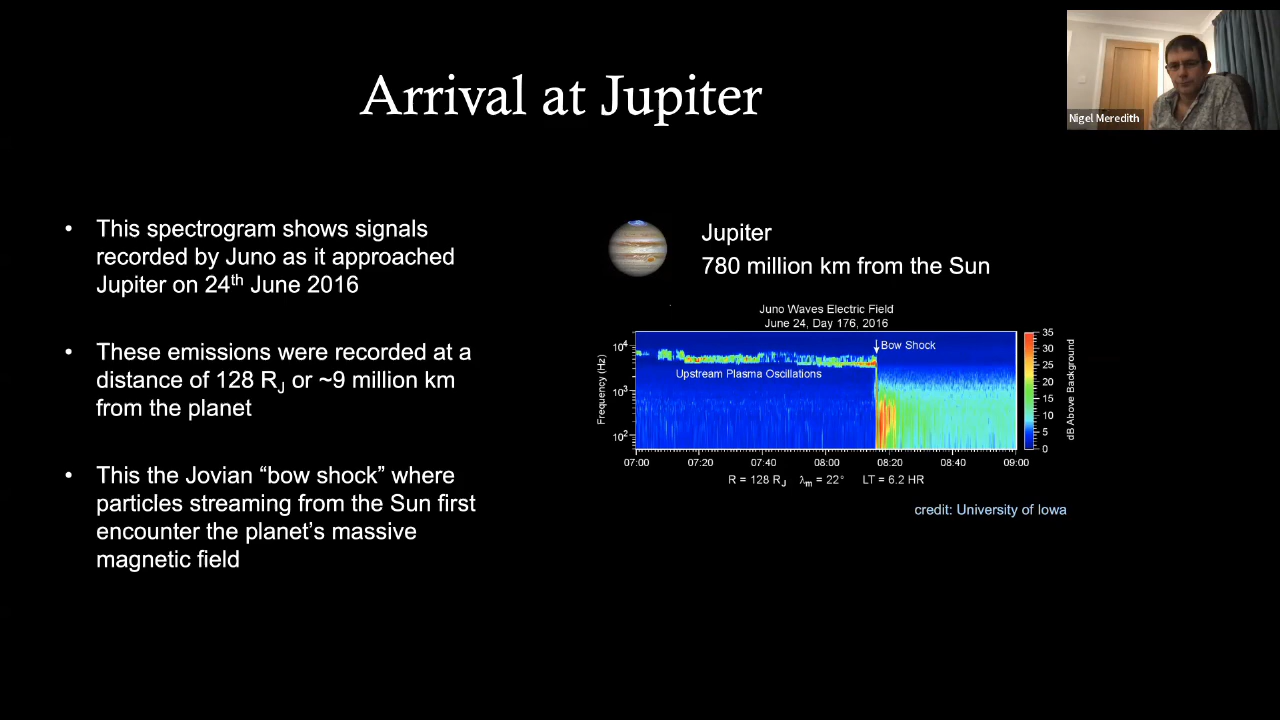 Arrival at Jupiter
Nigel Meredith
• This spectrogram shows signals
recorded by Juno as it approached
Jupiter on 24th June 2016
• These emissions were recorded at a
distance of 128 RJ or ~9 million km
from the planet
• This the Jovian “bow shock” where
particles streaming from the Sun first
encounter the planet’s massive
magnetic field
Jupiter
780 million km from the Sun
Juno Waves Electric Field
June 24, Day 176, 2016
Bow Shock
Upstream Plasma Oscillations
Frequency (Hz)
10⁴
10³
10²
07:00 07:20 07:40 08:00 08:20 08:40 09:00
R = 128 RJ λm = 22° LT = 6.2 HR
35
30
25
20
15
10
5
0
dB Above Background
credit: University of Iowa